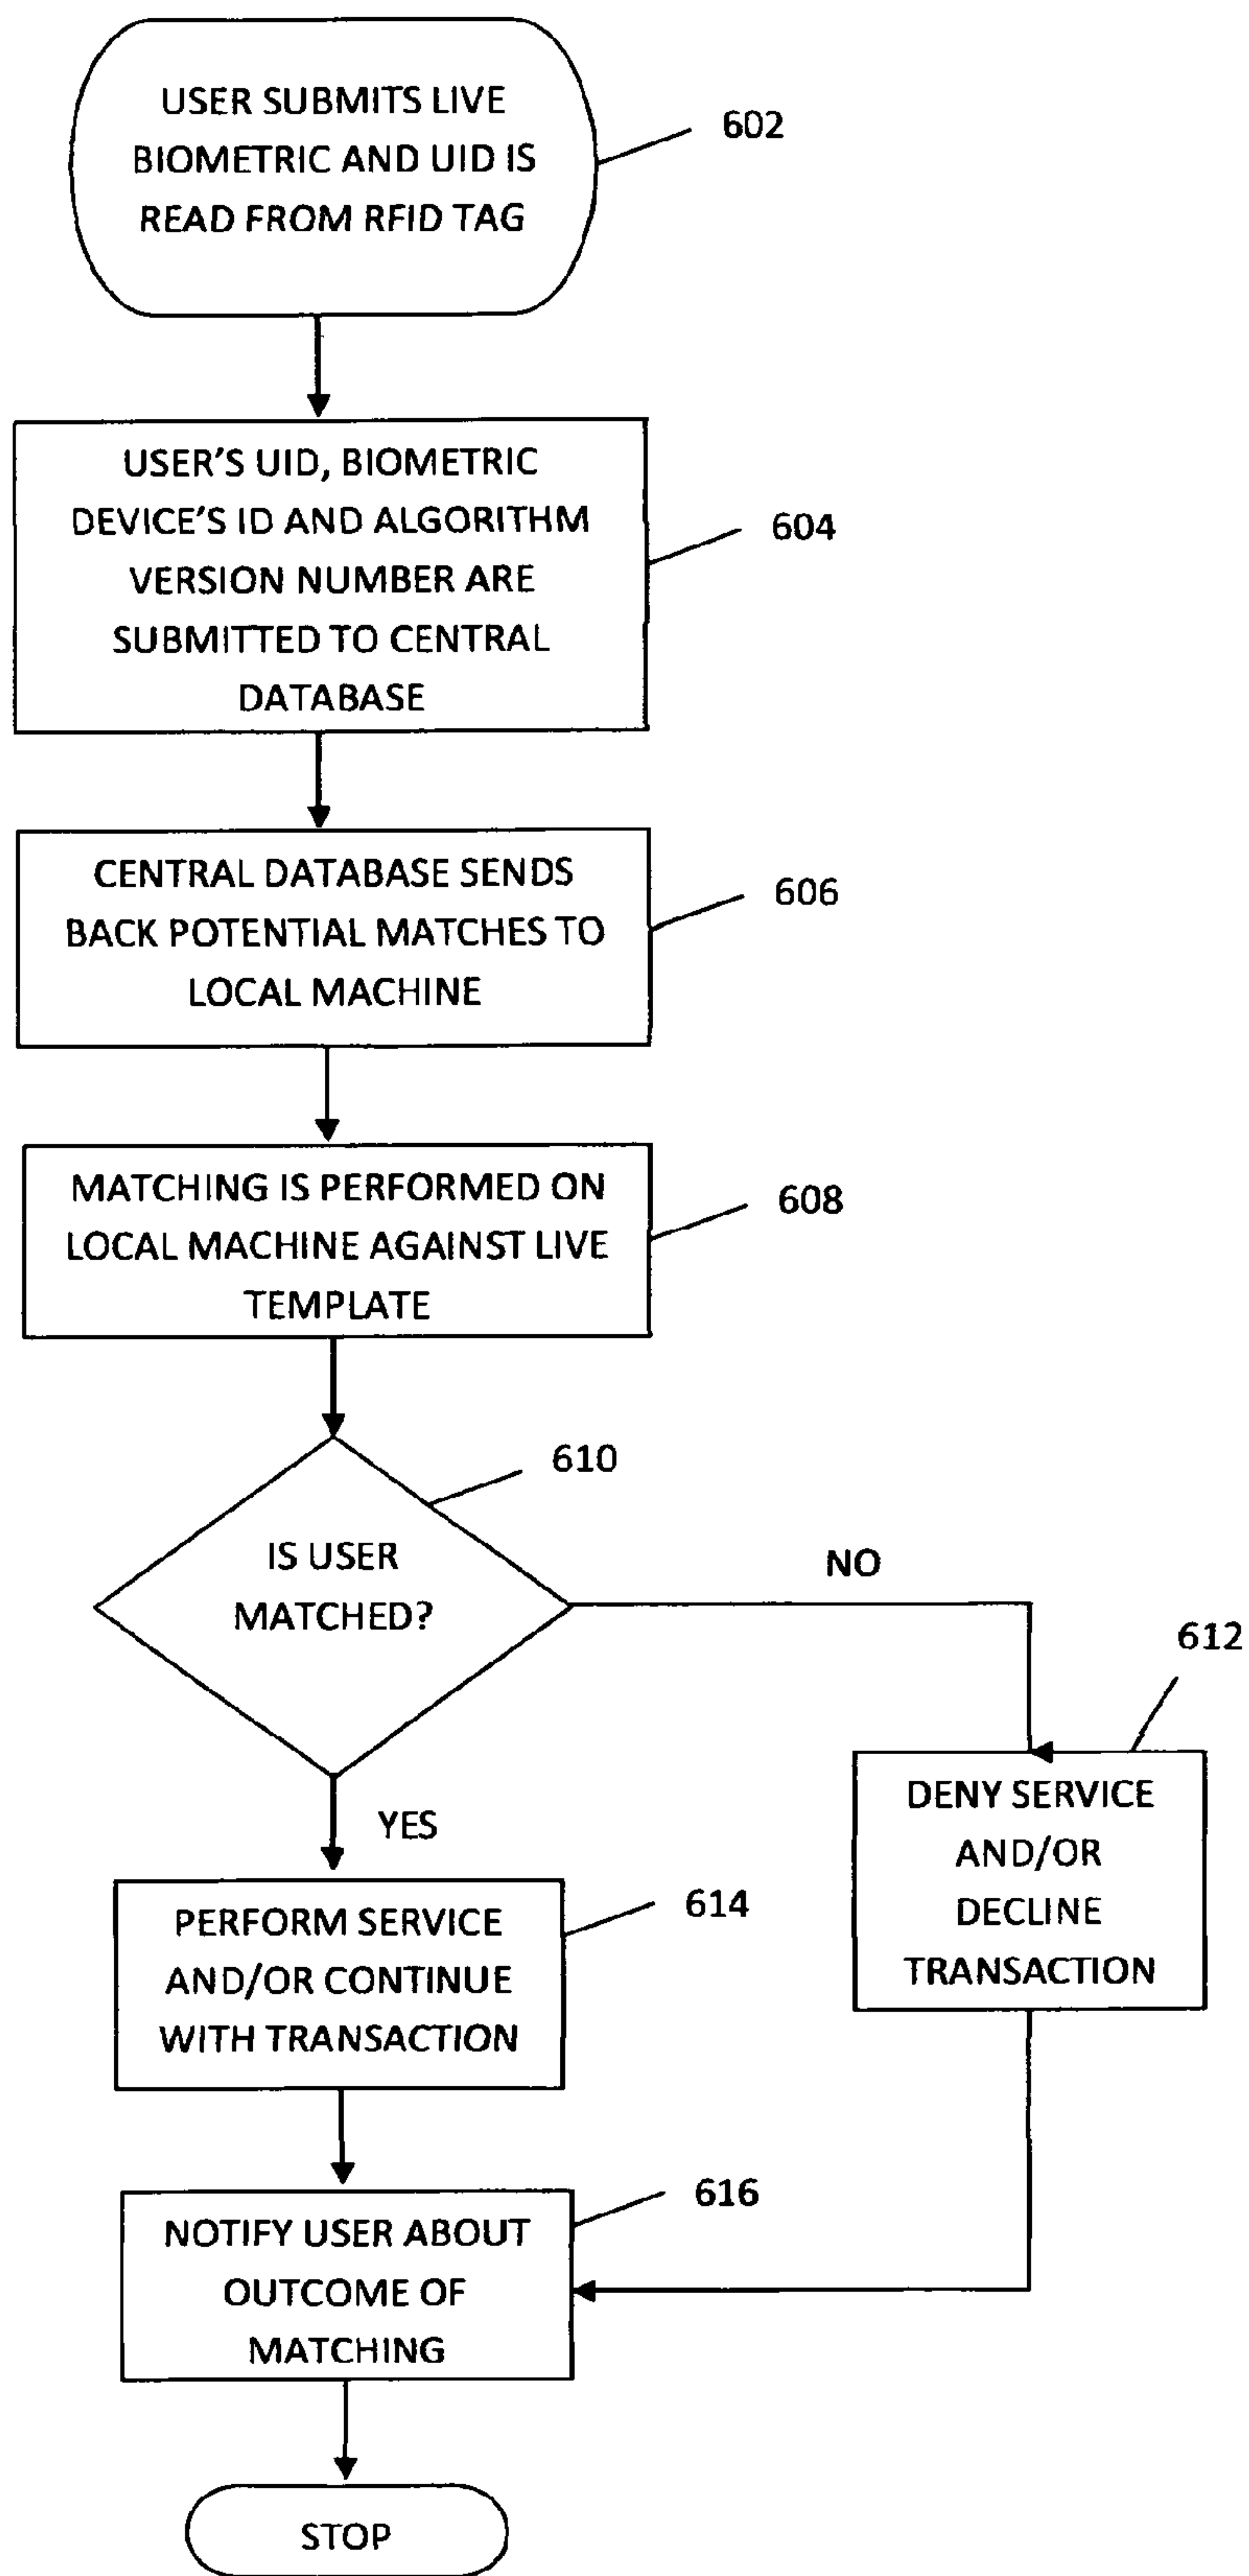 USER SUBMITS LIVE
BIOMETRIC AND UID IS
READ FROM RFID TAG
602
USER'S UID, BIOMETRIC
DEVICE'S ID AND ALGORITHM
VERSION NUMBER ARE
SUBMITTED TO CENTRAL
DATABASE
604
CENTRAL DATABASE SENDS
BACK POTENTIAL MATCHES TO
LOCAL MACHINE
606
MATCHING IS PERFORMED ON
LOCAL MACHINE AGAINST LIVE
TEMPLATE
608
610
IS USER
MATCHED?
NO
612
DENY SERVICE
AND/OR
DECLINE
TRANSACTION
YES
PERFORM SERVICE
AND/OR CONTINUE
WITH TRANSACTION
614
NOTIFY USER ABOUT
OUTCOME OF
MATCHING
616
STOP